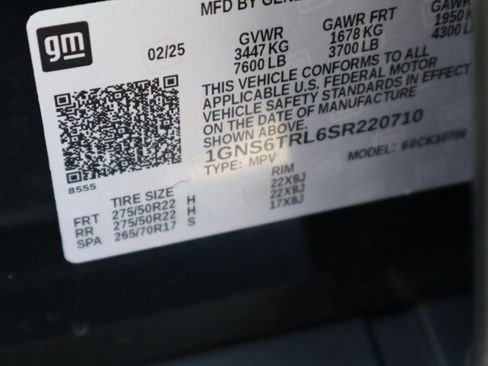 gm
MFD BY GENE
02/25
GVWR GAWR FRT GAWR
3447 KG 1678 KG 1950
7600 LB 3700 LB 4300 LB
THIS VEHICLE CONFORMS TO ALL
APPLICABLE U.S. FEDERAL MOTOR
VEHICLE SAFETY STANDARDS IN EFFECT
ON THE DATE OF MANUFACTURE
SHOWN ABOVE.
1GNS6TRL6SR220710
TYPE: MPV MODEL: 60CK10706
8555
TIRE SIZE RIM
FRT 275/50R22 H 22X9J
RR 275/50R22 H 22X9J
SPA 265/70R17 S 17X8J